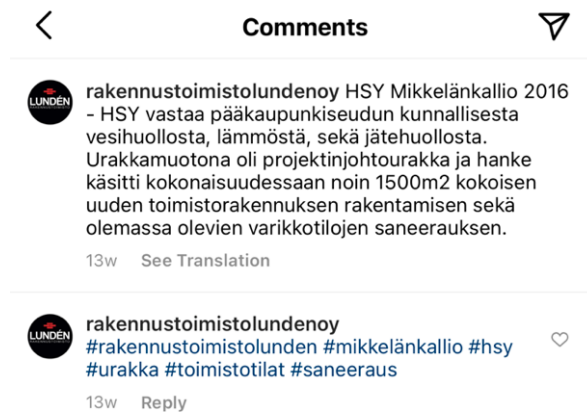 Comments
LUNDÉN
rakennustoimistolundenoy HSY Mikkelänkallio 2016
- HSY vastaa pääkaupunkiseudun kunnallisesta
vesihuollosta, lämmöstä, sekä jätehuollosta.
Urakkamuotona oli projektinjohtourakka ja hanke
käsitti kokonaisuudessaan noin 1500m2 kokoisen
uuden toimistorakennuksen rakentamisen sekä
olemassa olevien varikkotilojen saneerauksen.
13w See Translation
LUNDÉN
rakennustoimistolundenoy
#rakennustoimistolunden #mikkelänkallio #hsy
#urakka #toimistotilat #saneeraus
13w Reply